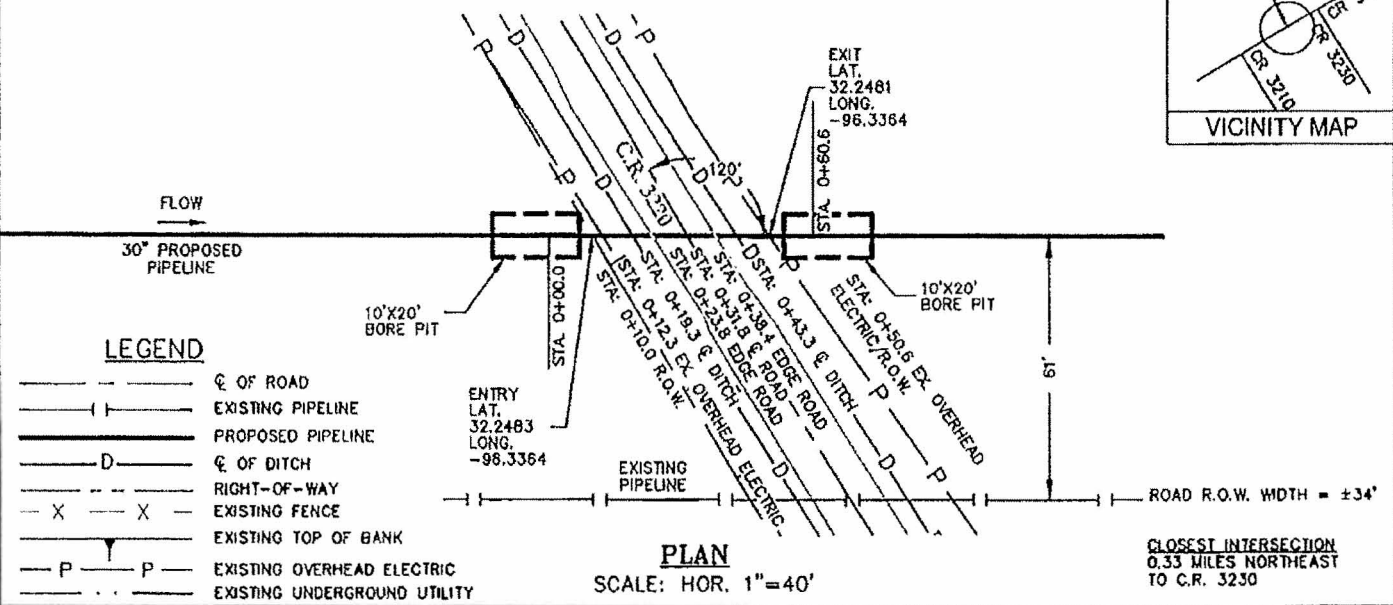 FLOW
30" PROPOSED
PIPELINE
10'X20'
BORE PIT
STA. 0+00.0
ENTRY
LAT.
32.2483
LONG.
-96.3364
EXIT
LAT.
32.2481
LONG.
-96.3364
STA. 0+60.6
10'X20'
BORE PIT
120'
C.R. 3220
STA: 0+10.0 R.O.W.
STA: 0+12.3 EX. OVERHEAD ELECTRIC
STA: 0+19.3 ℄ DITCH
STA: 0+23.8 EDGE ROAD
STA: 0+31.8 ℄ ROAD
STA: 0+38.4 EDGE ROAD
STA: 0+43.3 ℄ DITCH
STA: 0+50.6 EX. OVERHEAD
ELECTRIC/R.O.W.
P
D
D
P
P
D
D
P
D
P
P
D
D
P
61'
EXISTING
PIPELINE
ROAD R.O.W. WIDTH = ±34'
CLOSEST INTERSECTION
0.33 MILES NORTHEAST
TO C.R. 3230
PLAN
SCALE: HOR. 1"=40'
LEGEND
℄ OF ROAD
EXISTING PIPELINE
PROPOSED PIPELINE
D ℄ OF DITCH
RIGHT-OF-WAY
X X EXISTING FENCE
EXISTING TOP OF BANK
P P EXISTING OVERHEAD ELECTRIC
EXISTING UNDERGROUND UTILITY
CR 3230
CR 3210
VICINITY MAP